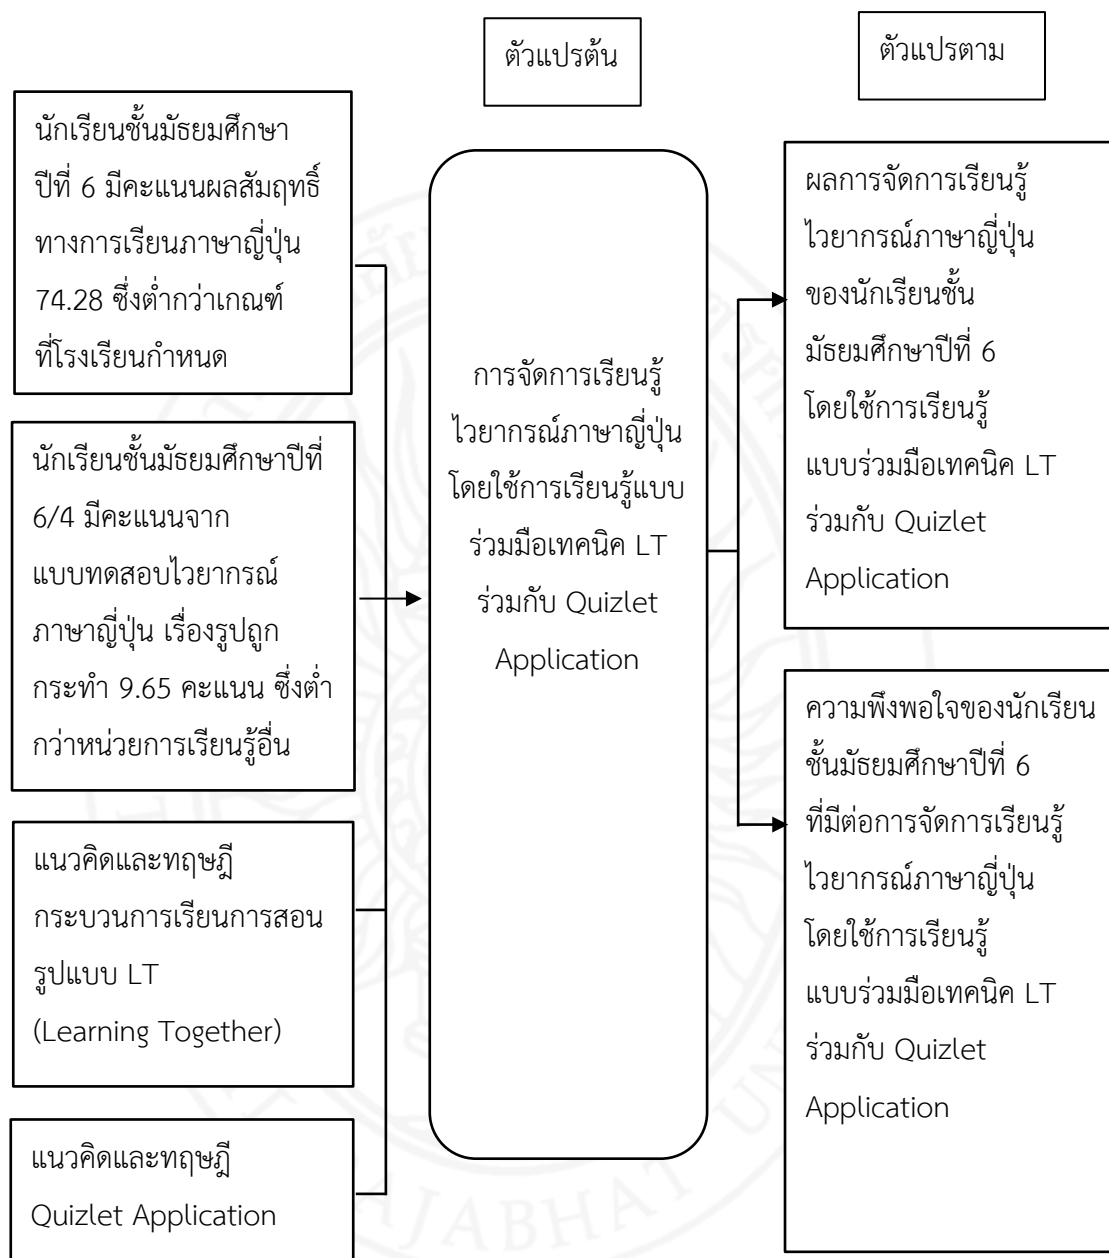 ตัวแปรต้น
ตัวแปรตาม
นักเรียนชั้นมัธยมศึกษา
ปีที่ 6 มีคะแนนผลสัมฤทธิ์
ทางการเรียนภาษาญี่ปุ่น
74.28 ซึ่งต่ำกว่าเกณฑ์
ที่โรงเรียนกำหนด
นักเรียนชั้นมัธยมศึกษาปีที่
6/4 มีคะแนนจาก
แบบทดสอบไวยากรณ์
ภาษาญี่ปุ่น เรื่องรูปถูก
กระทำ 9.65 คะแนน ซึ่งต่ำ
กว่าหน่วยการเรียนรู้อื่น
แนวคิดและทฤษฎี
กระบวนการเรียนการสอน
รูปแบบ LT
(Learning Together)
แนวคิดและทฤษฎี
Quizlet Application
การจัดการเรียนรู้
ไวยากรณ์ภาษาญี่ปุ่น
โดยใช้การเรียนรู้แบบ
ร่วมมือเทคนิค LT
ร่วมกับ Quizlet
Application
ผลการจัดการเรียนรู้
ไวยากรณ์ภาษาญี่ปุ่น
ของนักเรียนชั้น
มัธยมศึกษาปีที่ 6
โดยใช้การเรียนรู้
แบบร่วมมือเทคนิค LT
ร่วมกับ Quizlet
Application
ความพึงพอใจของนักเรียน
ชั้นมัธยมศึกษาปีที่ 6
ที่มีต่อการจัดการเรียนรู้
ไวยากรณ์ภาษาญี่ปุ่น
โดยใช้การเรียนรู้
แบบร่วมมือเทคนิค LT
ร่วมกับ Quizlet
Application